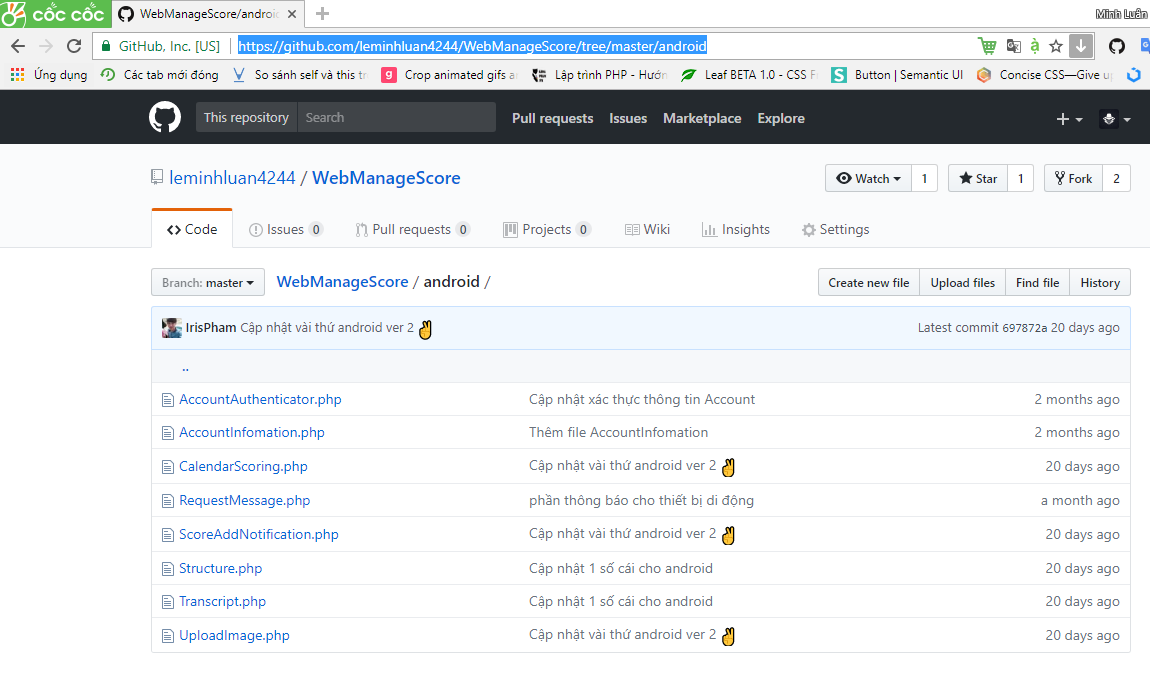 cốc cốc WebManageScore/androi Minh Luân
GitHub, Inc. [US] https://github.com/leminhluan4244/WebManageScore/tree/master/android
Ứng dụng Các tab mới đóng So sánh self và this tr Crop animated gifs a Lập trình PHP - Hướn Leaf BETA 1.0 - CSS F Button | Semantic UI Concise CSS—Give up
This repository Search Pull requests Issues Marketplace Explore
leminhluan4244 / WebManageScore Watch 1 Star 1 Fork 2
Code Issues 0 Pull requests 0 Projects 0 Wiki Insights Settings
Branch: master WebManageScore / android / Create new file Upload files Find file History
IrisPham Cập nhật vài thứ android ver 2 ✌ Latest commit 697872a 20 days ago
..
AccountAuthenticator.php Cập nhật xác thực thông tin Account 2 months ago
AccountInfomation.php Thêm file AccountInfomation 2 months ago
CalendarScoring.php Cập nhật vài thứ android ver 2 ✌ 20 days ago
RequestMessage.php phần thông báo cho thiết bị di động a month ago
ScoreAddNotification.php Cập nhật vài thứ android ver 2 ✌ 20 days ago
Structure.php Cập nhật 1 số cái cho android 20 days ago
Transcript.php Cập nhật 1 số cái cho android 20 days ago
UploadImage.php Cập nhật vài thứ android ver 2 ✌ 20 days ago